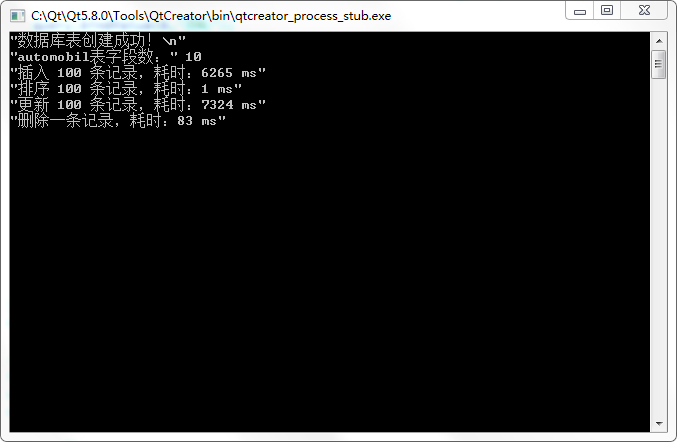 C:\Qt\Qt5.8.0\Tools\QtCreator\bin\qtcreator_process_stub.exe
"数据库表创建成功！\n"
"automobil表字段数：" 10
"插入 100 条记录，耗时：6265 ms"
"排序 100 条记录，耗时：1 ms"
"更新 100 条记录，耗时：7324 ms"
"删除一条记录，耗时：83 ms"